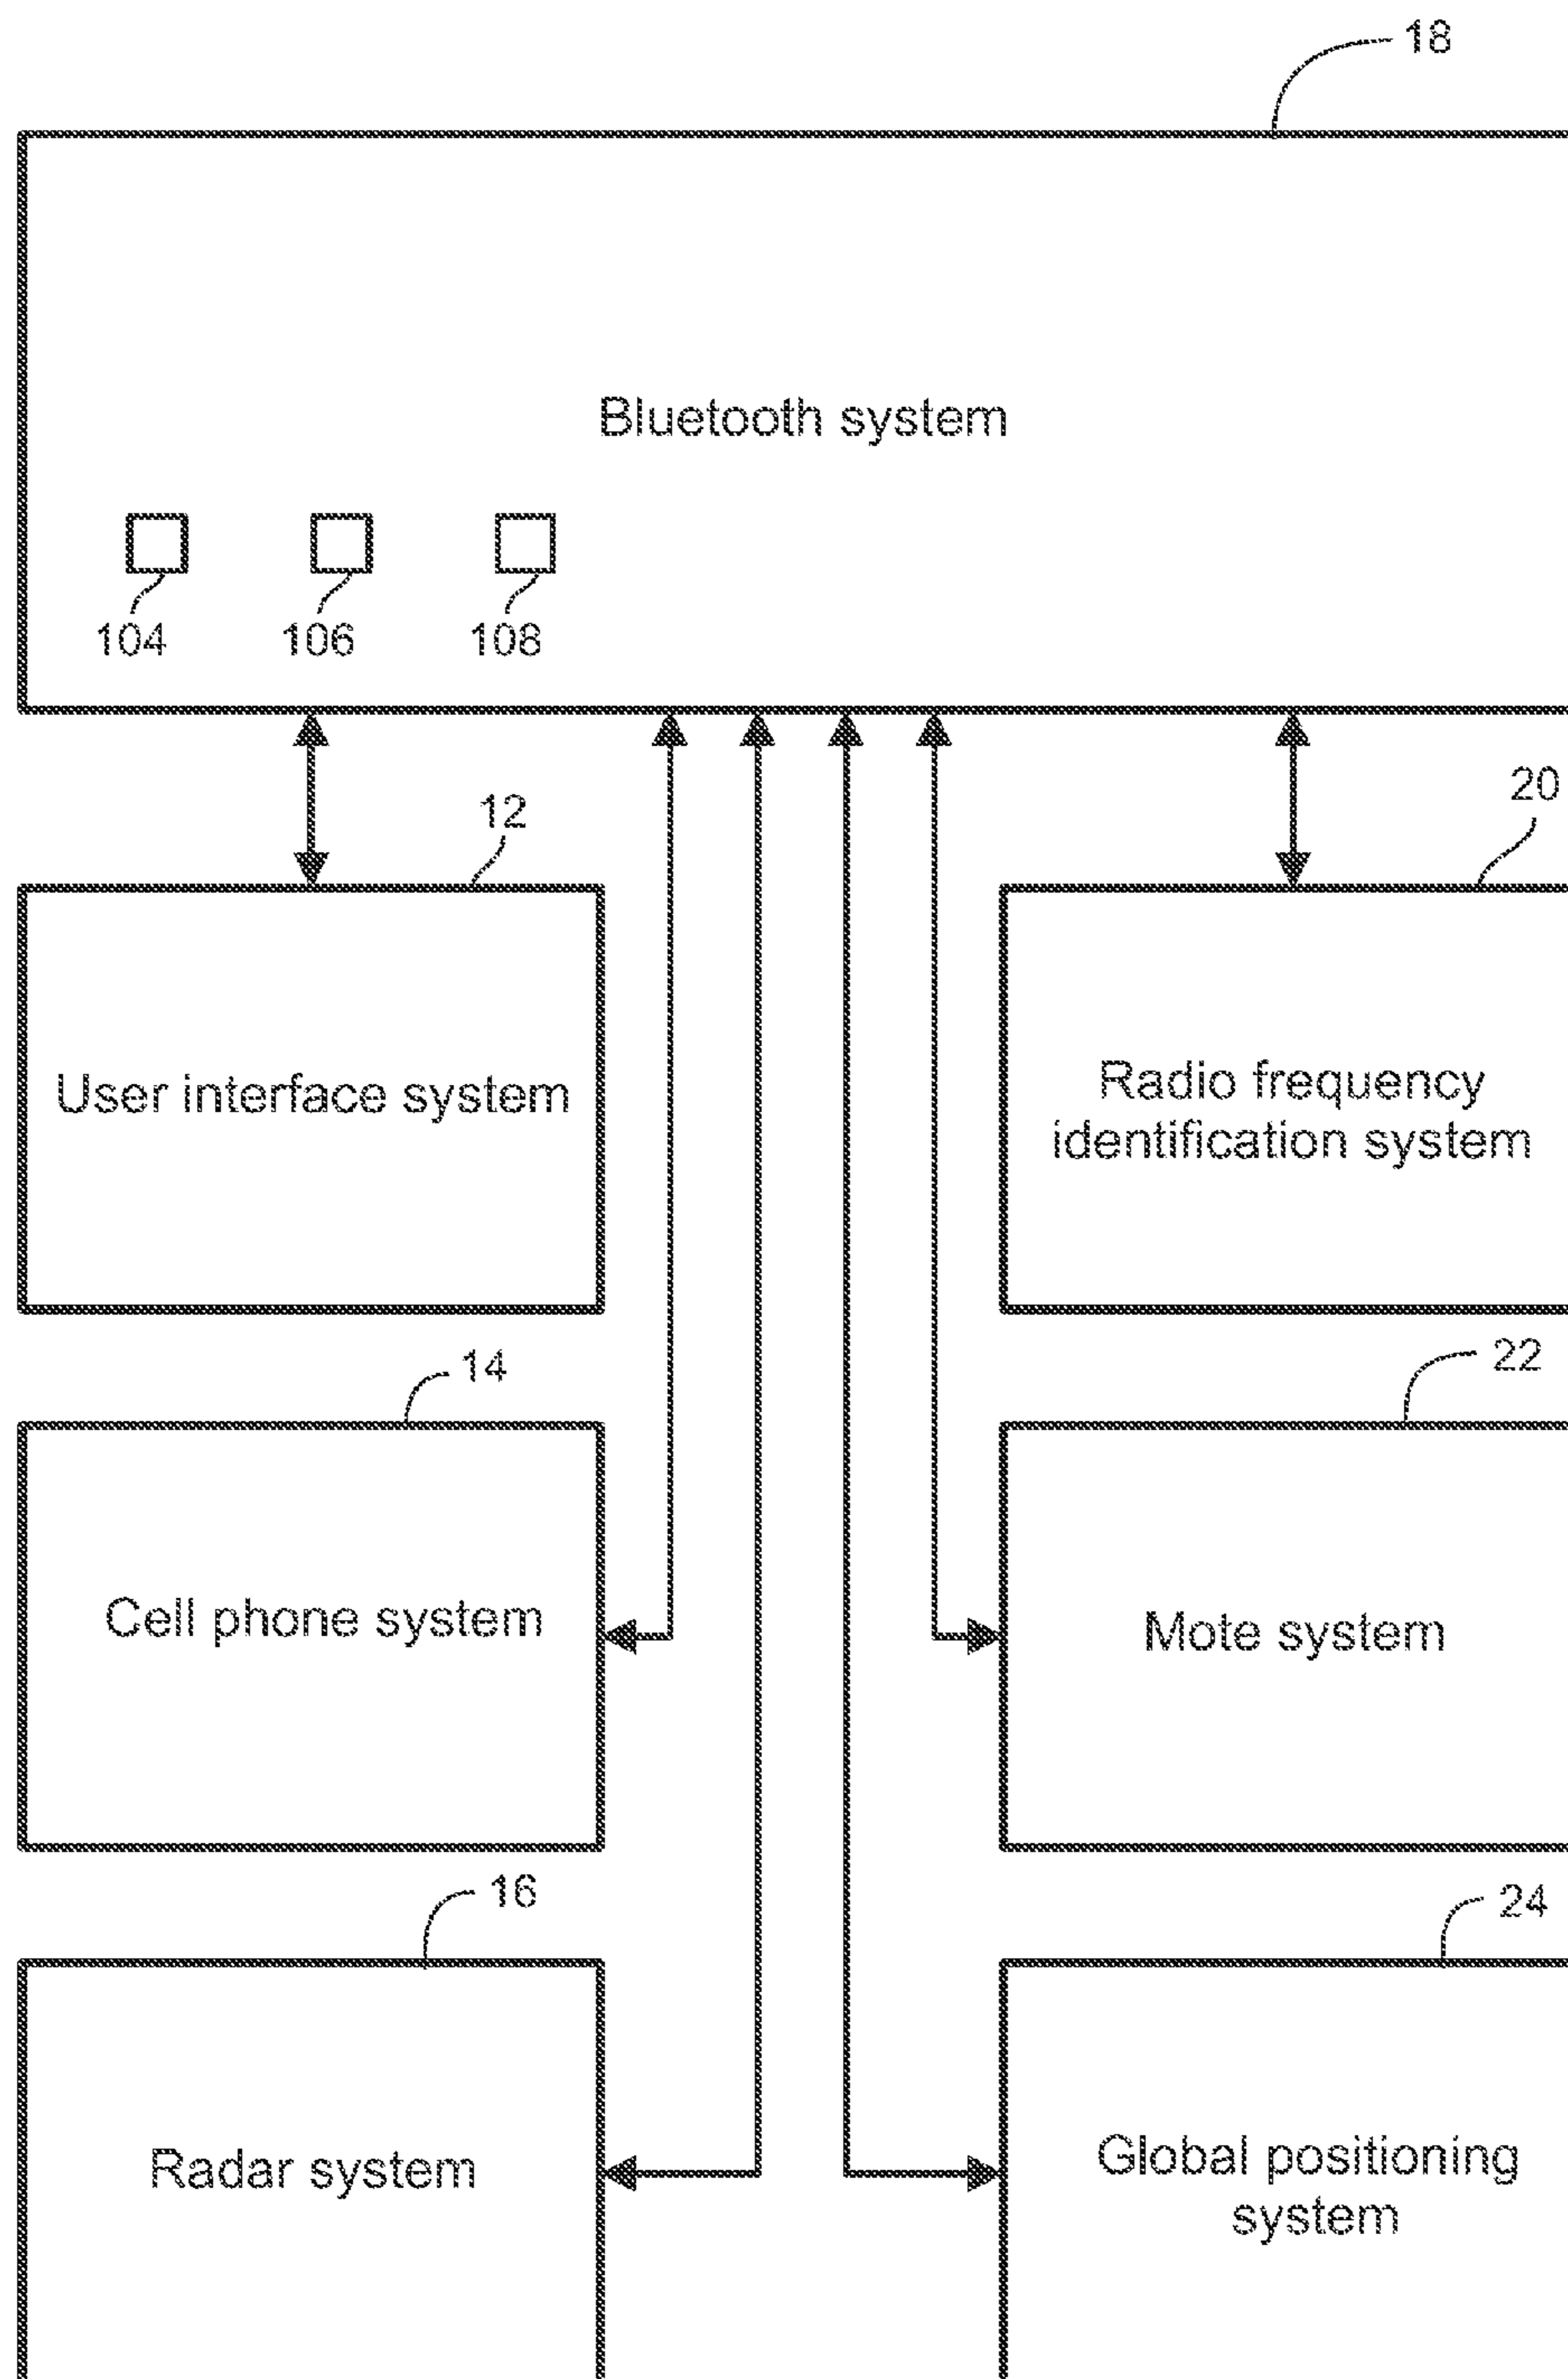 18
Bluetooth system
104 106 108
12
20
User interface system
Radio frequency
identification system
14
22
Cell phone system
Mote system
16
24
Radar system
Global positioning
system